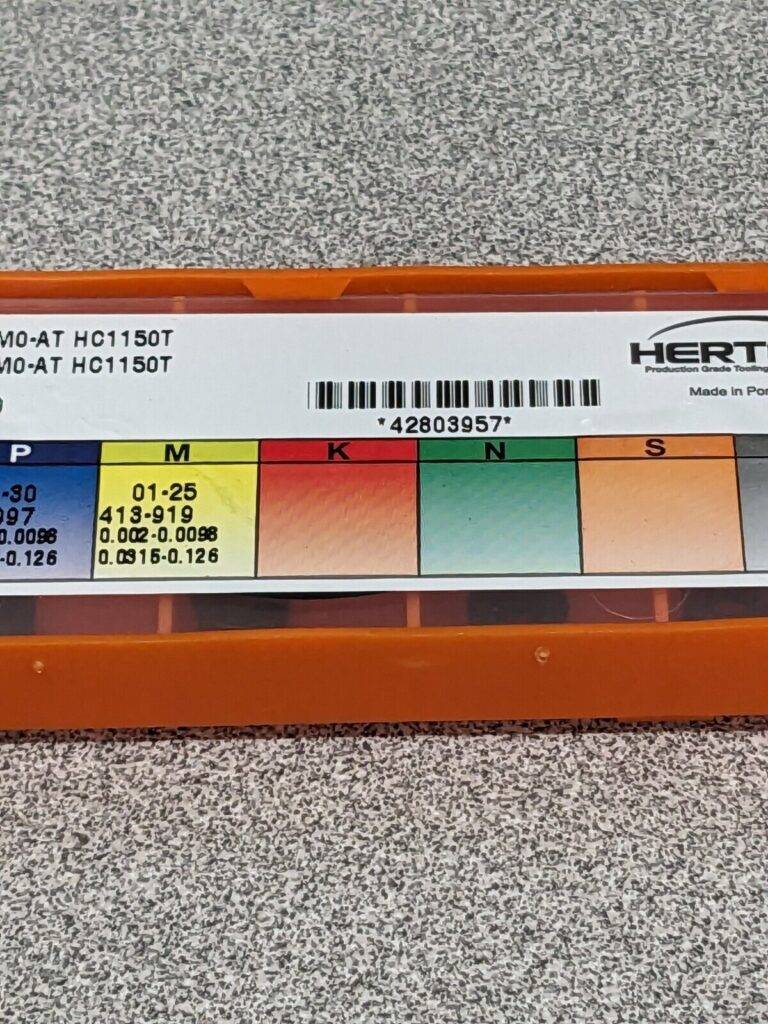 M0-AT HC1150T
M0-AT HC1150T
HERT
Production Grade Tooling
Made in Por
*42803957*
P M K N S
-30
97
0.0098
-0.126
01-25
413-919
0.002-0.0098
0.0315-0.126